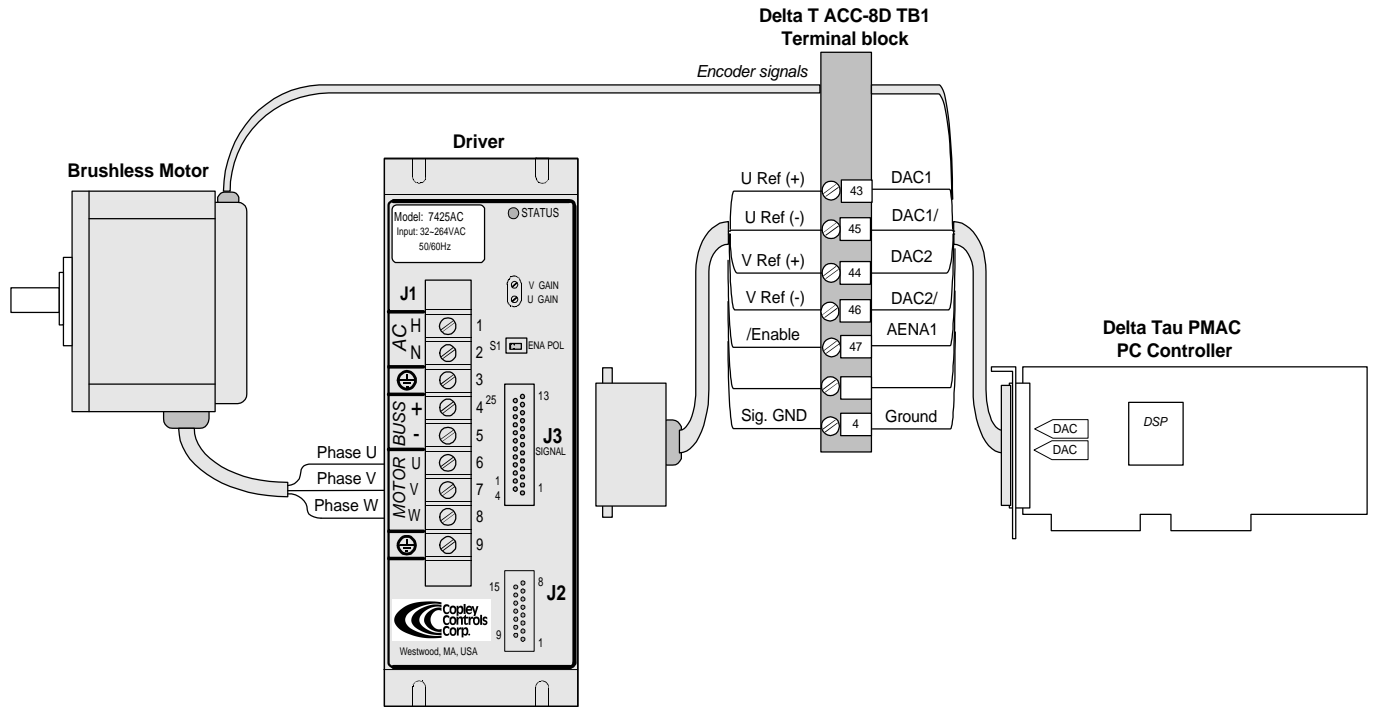 Delta T ACC-8D TB1
Terminal block
Encoder signals
Driver
Brushless Motor
Model: 7425AC
Input: 32~264VAC
50/60Hz
STATUS
V GAIN
U GAIN
J1
AC
H
1
N
2
S1
ENA POL
3
BUSS
+
4
-
5
MOTOR
U
6
V
7
W
8
9
25
13
J3
SIGNAL
1
4
1
Phase U
Phase V
Phase W
15
8
J2
9
1
Copley
Controls
Corp.
Westwood, MA, USA
U Ref (+)
43
DAC1
U Ref (-)
45
DAC1/
V Ref (+)
44
DAC2
V Ref (-)
46
DAC2/
/Enable
47
AENA1
Sig. GND
4
Ground
Delta Tau PMAC
PC Controller
DAC
DAC
DSP